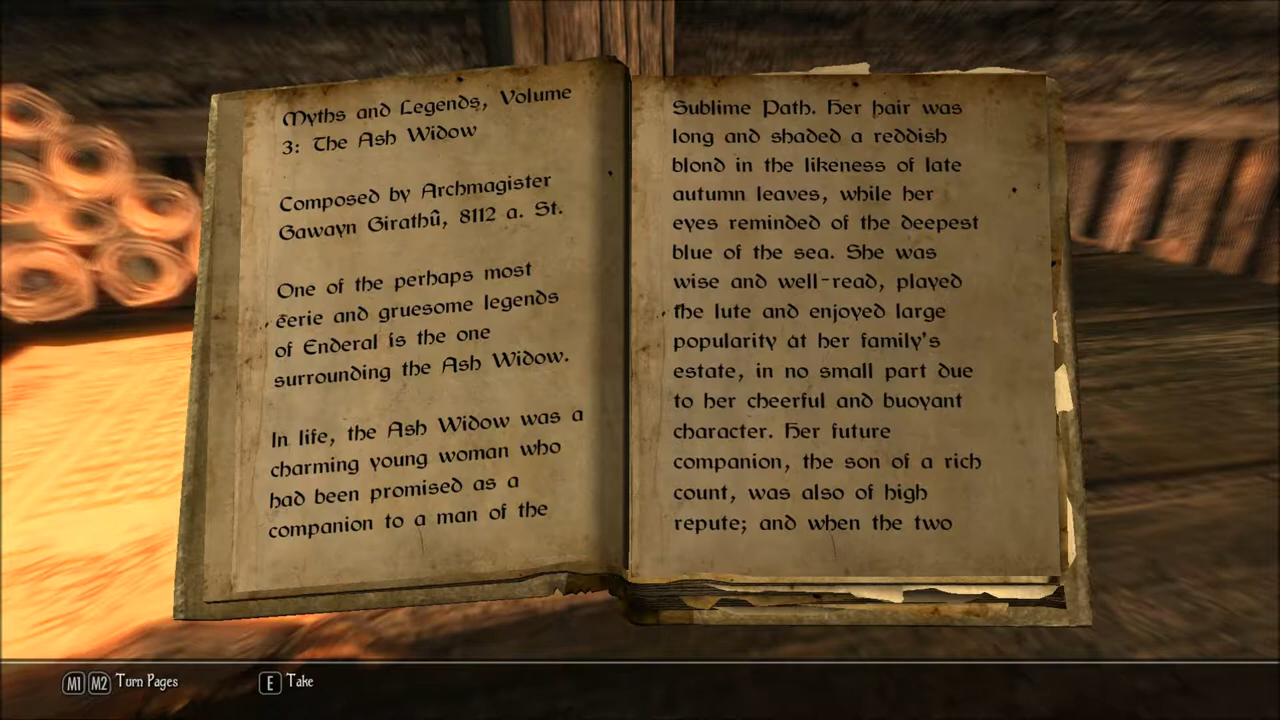 Myths and Legends, Volume
3: The Ash Widow
Composed by Archmagister
Gawayn Girathû, 8112 a. St.
One of the perhaps most
eerie and gruesome legends
of Enderal is the one
surrounding the Ash Widow.
In life, the Ash Widow was a
charming young woman who
had been promised as a
companion to a man of the
Sublime Path. Her hair was
long and shaded a reddish
blond in the likeness of late
autumn leaves, while her
eyes reminded of the deepest
blue of the sea. She was
wise and well-read, played
the lute and enjoyed large
popularity at her family's
estate, in no small part due
to her cheerful and buoyant
character. Her future
companion, the son of a rich
count, was also of high
repute; and when the two
M1 M2 Turn Pages
E Take